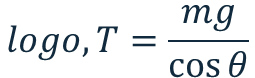 logo, T = mg / cos θ